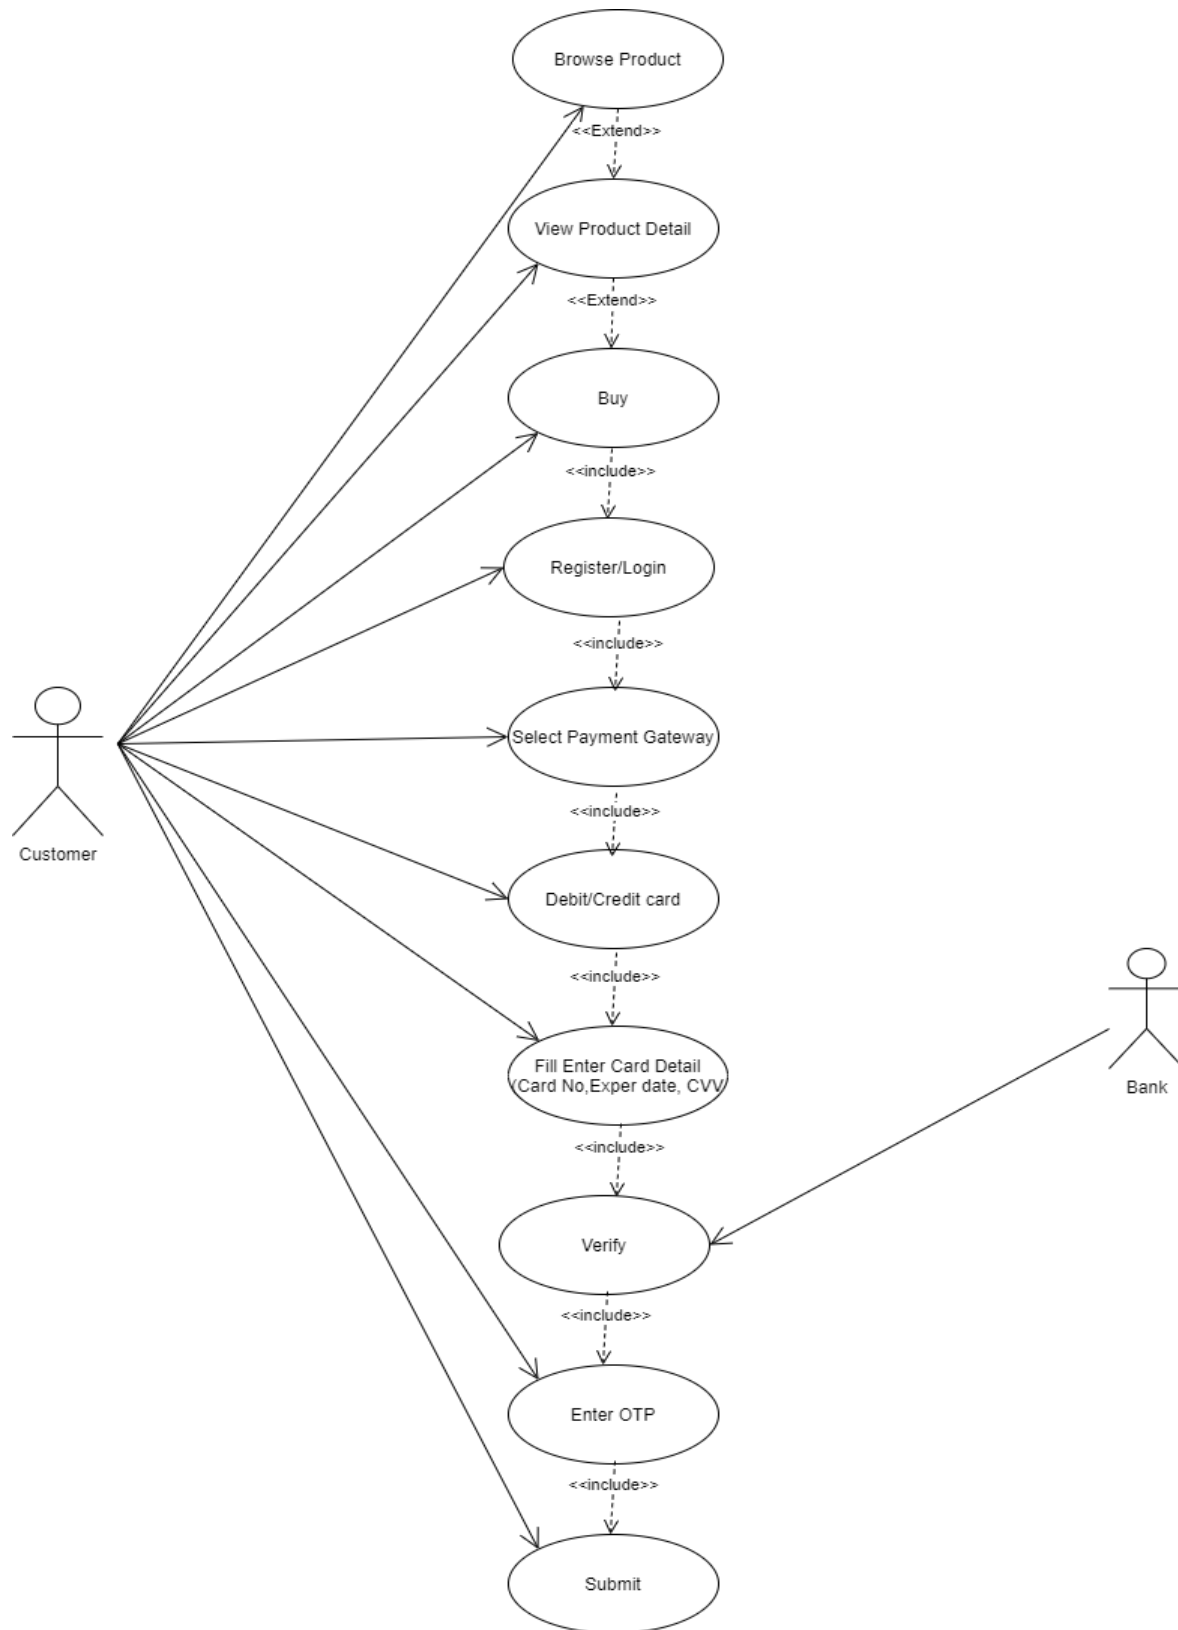 Browse Product
<<Extend>>
View Product Detail
<<Extend>>
Buy
<<include>>
Register/Login
<<include>>
Select Payment Gateway
<<include>>
Customer
Debit/Credit card
<<include>>
Fill Enter Card Detail
(Card No,Exper date, CVV
Bank
<<include>>
Verify
<<include>>
Enter OTP
<<include>>
Submit